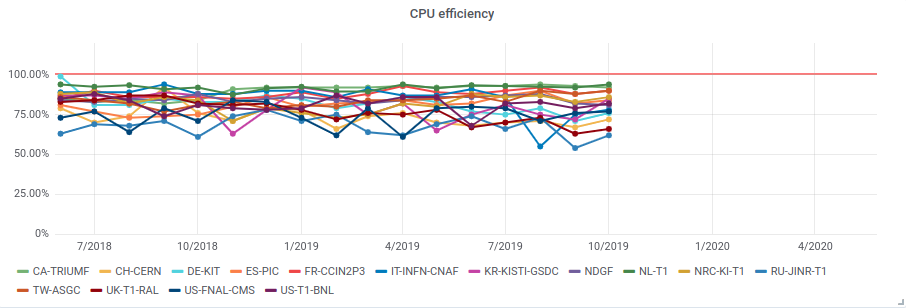 CPU efficiency
100.00%
75.00%
50.00%
25.00%
0%
7/2018 10/2018 1/2019 4/2019 7/2019 10/2019 1/2020 4/2020
CA-TRIUMF CH-CERN DE-KIT ES-PIC FR-CCIN2P3 IT-INFN-CNAF KR-KISTI-GSDC NDGF NL-T1 NRC-KI-T1 RU-JINR-T1
TW-ASGC UK-T1-RAL US-FNAL-CMS US-T1-BNL